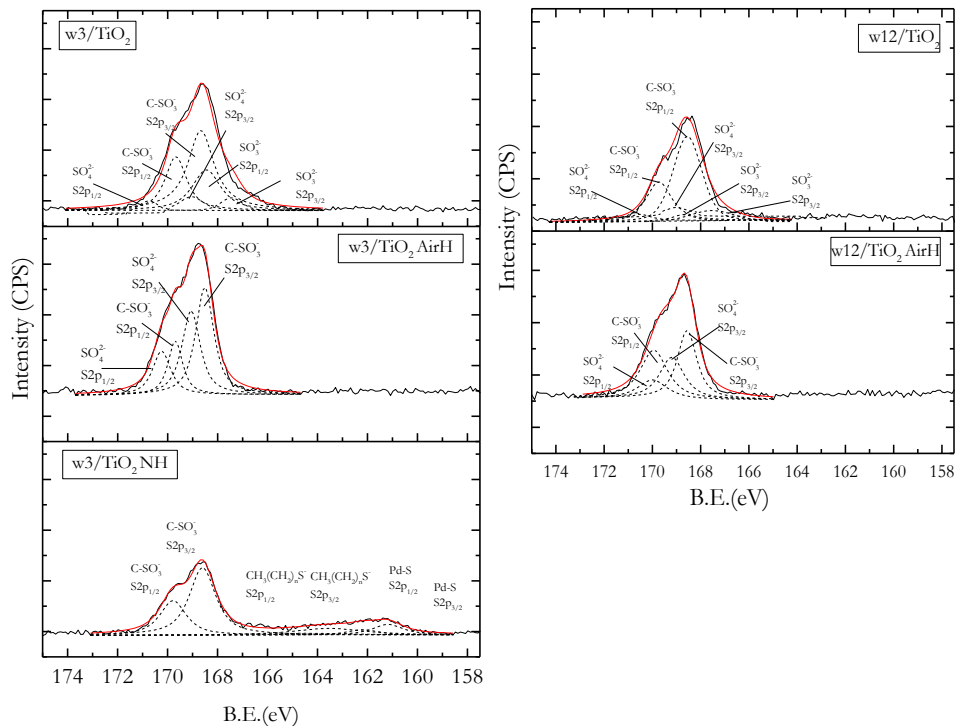 w3/TiO₂
C-SO₃⁻
S2p₃/₂
SO₄²⁻
S2p₃/₂
SO₄²⁻
S2p₁/₂
C-SO₃⁻
S2p₁/₂
SO₃²⁻
S2p₁/₂
SO₃²⁻
S2p₃/₂
w3/TiO₂ AirH
C-SO₃⁻
S2p₃/₂
SO₄²⁻
S2p₃/₂
C-SO₃⁻
S2p₁/₂
SO₄²⁻
S2p₁/₂
Intensity (CPS)
w3/TiO₂ NH
C-SO₃⁻
S2p₃/₂
C-SO₃⁻
S2p₁/₂
CH₃(CH₂)ₙS⁻
S2p₁/₂
CH₃(CH₂)ₙS⁻
S2p₃/₂
Pd-S
S2p₁/₂
Pd-S
S2p₃/₂
174 172 170 168 166 164 162 160 158
B.E.(eV)
w12/TiO₂
C-SO₃⁻
S2p₃/₂
SO₄²⁻
S2p₃/₂
C-SO₃⁻
S2p₁/₂
SO₄²⁻
S2p₁/₂
SO₃²⁻
S2p₃/₂
SO₃²⁻
S2p₃/₂
w12/TiO₂ AirH
SO₄²⁻
S2p₃/₂
C-SO₃⁻
S2p₁/₂
SO₄²⁻
S2p₁/₂
C-SO₃⁻
S2p₃/₂
Intensity (CPS)
174 172 170 168 166 164 162 160 158
B.E.(eV)